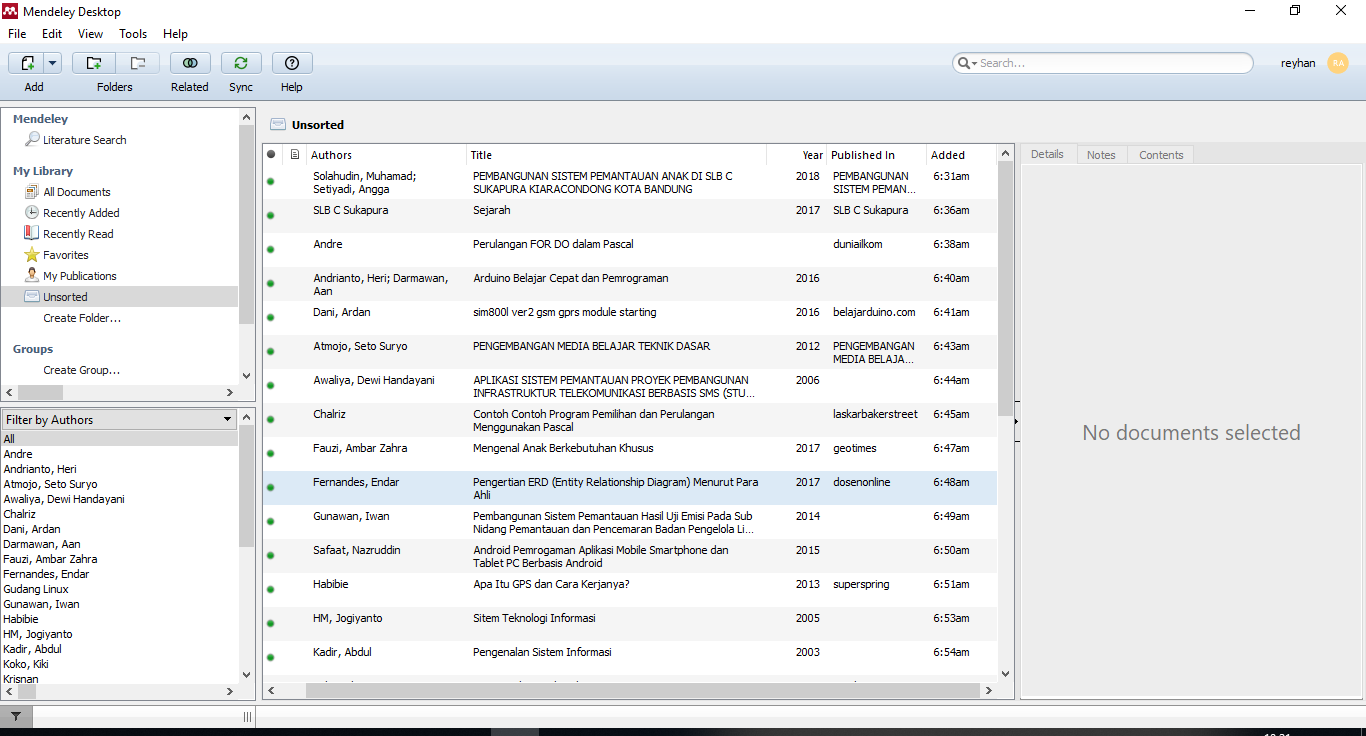 Mendeley Desktop
File Edit View Tools Help
Search...
reyhan RA
Add Folders Related Sync Help
Mendeley
Literature Search
My Library
All Documents
Recently Added
Recently Read
Favorites
My Publications
Unsorted
Create Folder...
Groups
Create Group...
Filter by Authors
All
Andre
Andrianto, Heri
Atmojo, Seto Suryo
Awaliya, Dewi Handayani
Chalriz
Dani, Ardan
Darmawan, Aan
Fauzi, Ambar Zahra
Fernandes, Endar
Gudang Linux
Gunawan, Iwan
Habibie
HM, Jogiyanto
Kadir, Abdul
Koko, Kiki
Krisnan
Unsorted
Authors Title Year Published In Added
Solahudin, Muhamad; PEMBANGUNAN SISTEM PEMANTAUAN ANAK DI SLB C 2018 PEMBANGUNAN 6:31am
Setiyadi, Angga SUKAPURA KIARACONDONG KOTA BANDUNG SISTEM PEMAN...
SLB C Sukapura Sejarah 2017 SLB C Sukapura 6:36am
Andre Perulangan FOR DO dalam Pascal duniailkom 6:38am
Andrianto, Heri; Darmawan, Arduino Belajar Cepat dan Pemrograman 2016 6:40am
Aan
Dani, Ardan sim800l ver2 gsm gprs module starting 2016 belajarduino.com 6:41am
Atmojo, Seto Suryo PENGEMBANGAN MEDIA BELAJAR TEKNIK DASAR 2012 PENGEMBANGAN 6:43am
MEDIA BELAJA...
Awaliya, Dewi Handayani APLIKASI SISTEM PEMANTAUAN PROYEK PEMBANGUNAN 2006 6:44am
INFRASTRUKTUR TELEKOMUNIKASI BERBASIS SMS (STU...
Chalriz Contoh Contoh Program Pemilihan dan Perulangan laskarbakerstreet 6:45am
Menggunakan Pascal
Fauzi, Ambar Zahra Mengenal Anak Berkebutuhan Khusus 2017 geotimes 6:47am
Fernandes, Endar Pengertian ERD (Entity Relationship Diagram) Menurut Para 2017 dosenonline 6:48am
Ahli
Gunawan, Iwan Pembangunan Sistem Pemantauan Hasil Uji Emisi Pada Sub 2014 6:49am
Nidang Pemantauan dan Pencemaran Badan Pengelola Li...
Safaat, Nazruddin Android Pemrogaman Aplikasi Mobile Smartphone dan 2015 6:50am
Tablet PC Berbasis Android
Habibie Apa Itu GPS dan Cara Kerjanya? 2013 superspring 6:51am
HM, Jogiyanto Sitem Teknologi Informasi 2005 6:53am
Kadir, Abdul Pengenalan Sistem Informasi 2003 6:54am
Details Notes Contents
No documents selected